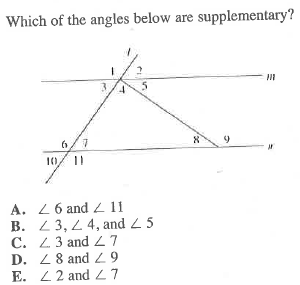 Which of the angles below are supplementary?
l
1 2
m
3 4 5
6 7 8 9
n
10 11
A. ∠ 6 and ∠ 11
B. ∠ 3, ∠ 4, and ∠ 5
C. ∠ 3 and ∠ 7
D. ∠ 8 and ∠ 9
E. ∠ 2 and ∠ 7